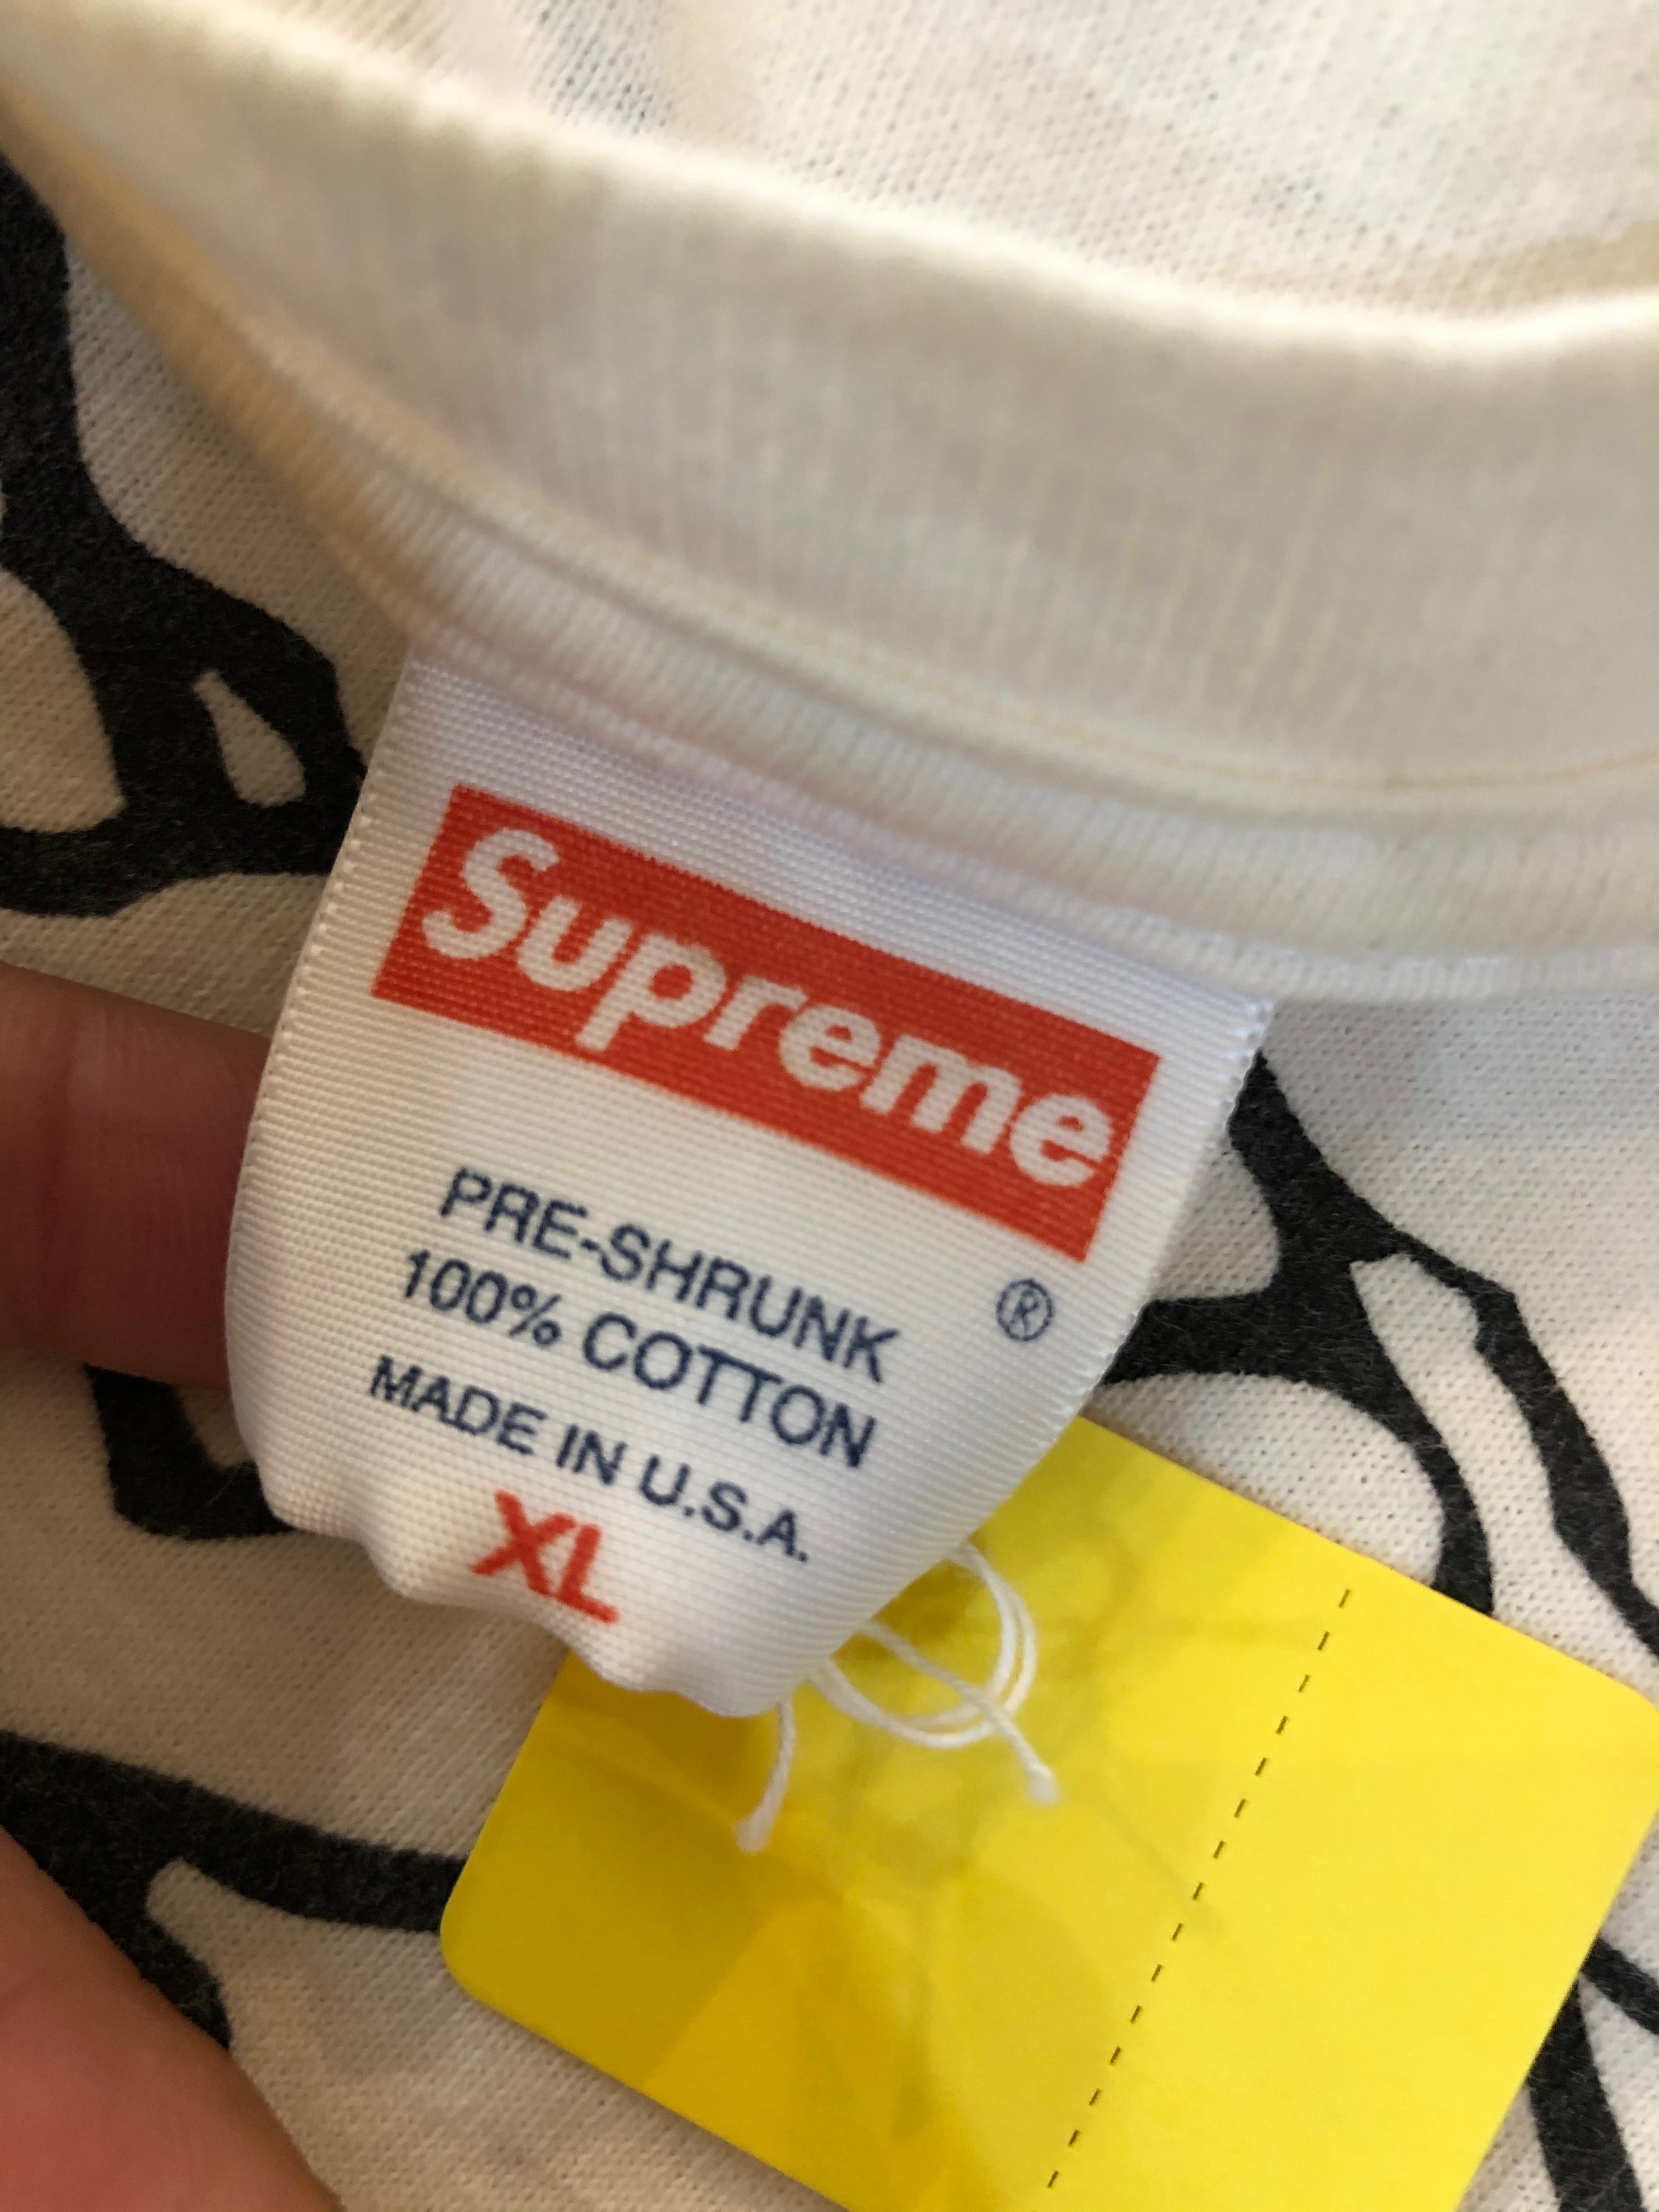 Supreme
®
PRE-SHRUNK
100% COTTON
MADE IN U.S.A.
XL